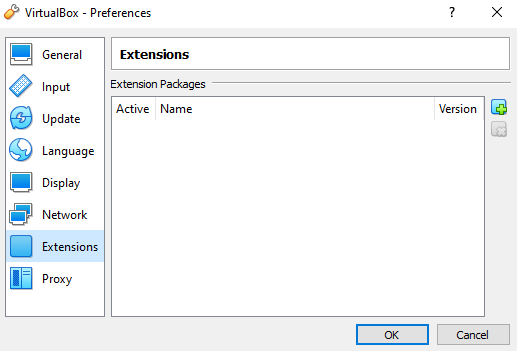 VirtualBox - Preferences
?
General
Input
Update
Language
Display
Network
Extensions
Proxy
Extensions
Extension Packages
Active Name Version
OK Cancel